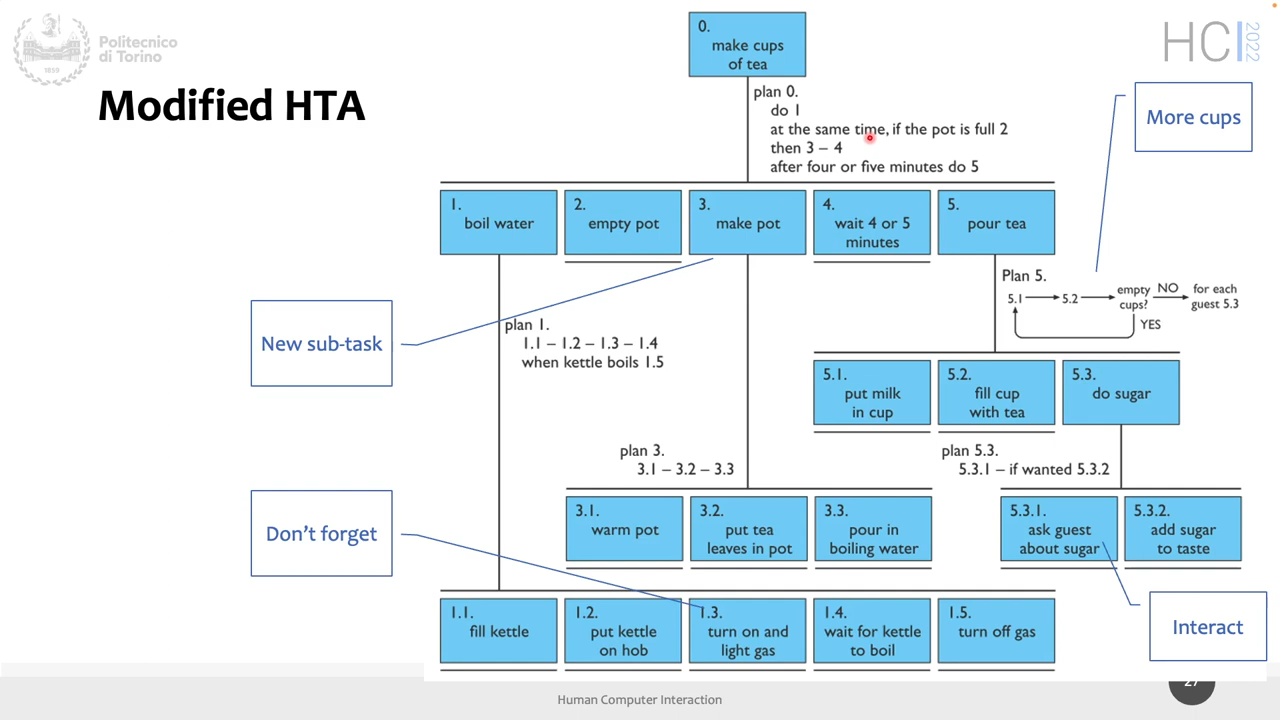 Politecnico
di Torino
1859
HCI 2022
Modified HTA
0.
make cups
of tea
plan 0.
do 1
at the same time, if the pot is full 2
then 3 – 4
after four or five minutes do 5
More cups
1.
boil water
2.
empty pot
3.
make pot
4.
wait 4 or 5
minutes
5.
pour tea
Plan 5.
5.1
5.2
empty
cups?
NO
for each
guest 5.3
YES
New sub-task
plan 1.
1.1 – 1.2 – 1.3 – 1.4
when kettle boils 1.5
5.1.
put milk
in cup
5.2.
fill cup
with tea
5.3.
do sugar
plan 3.
3.1 – 3.2 – 3.3
plan 5.3.
5.3.1 – if wanted 5.3.2
Don't forget
3.1.
warm pot
3.2.
put tea
leaves in pot
3.3.
pour in
boiling water
5.3.1.
ask guest
about sugar
5.3.2.
add sugar
to taste
1.1.
fill kettle
1.2.
put kettle
on hob
1.3.
turn on and
light gas
1.4.
wait for kettle
to boil
1.5.
turn off gas
Interact
Human Computer Interaction
27